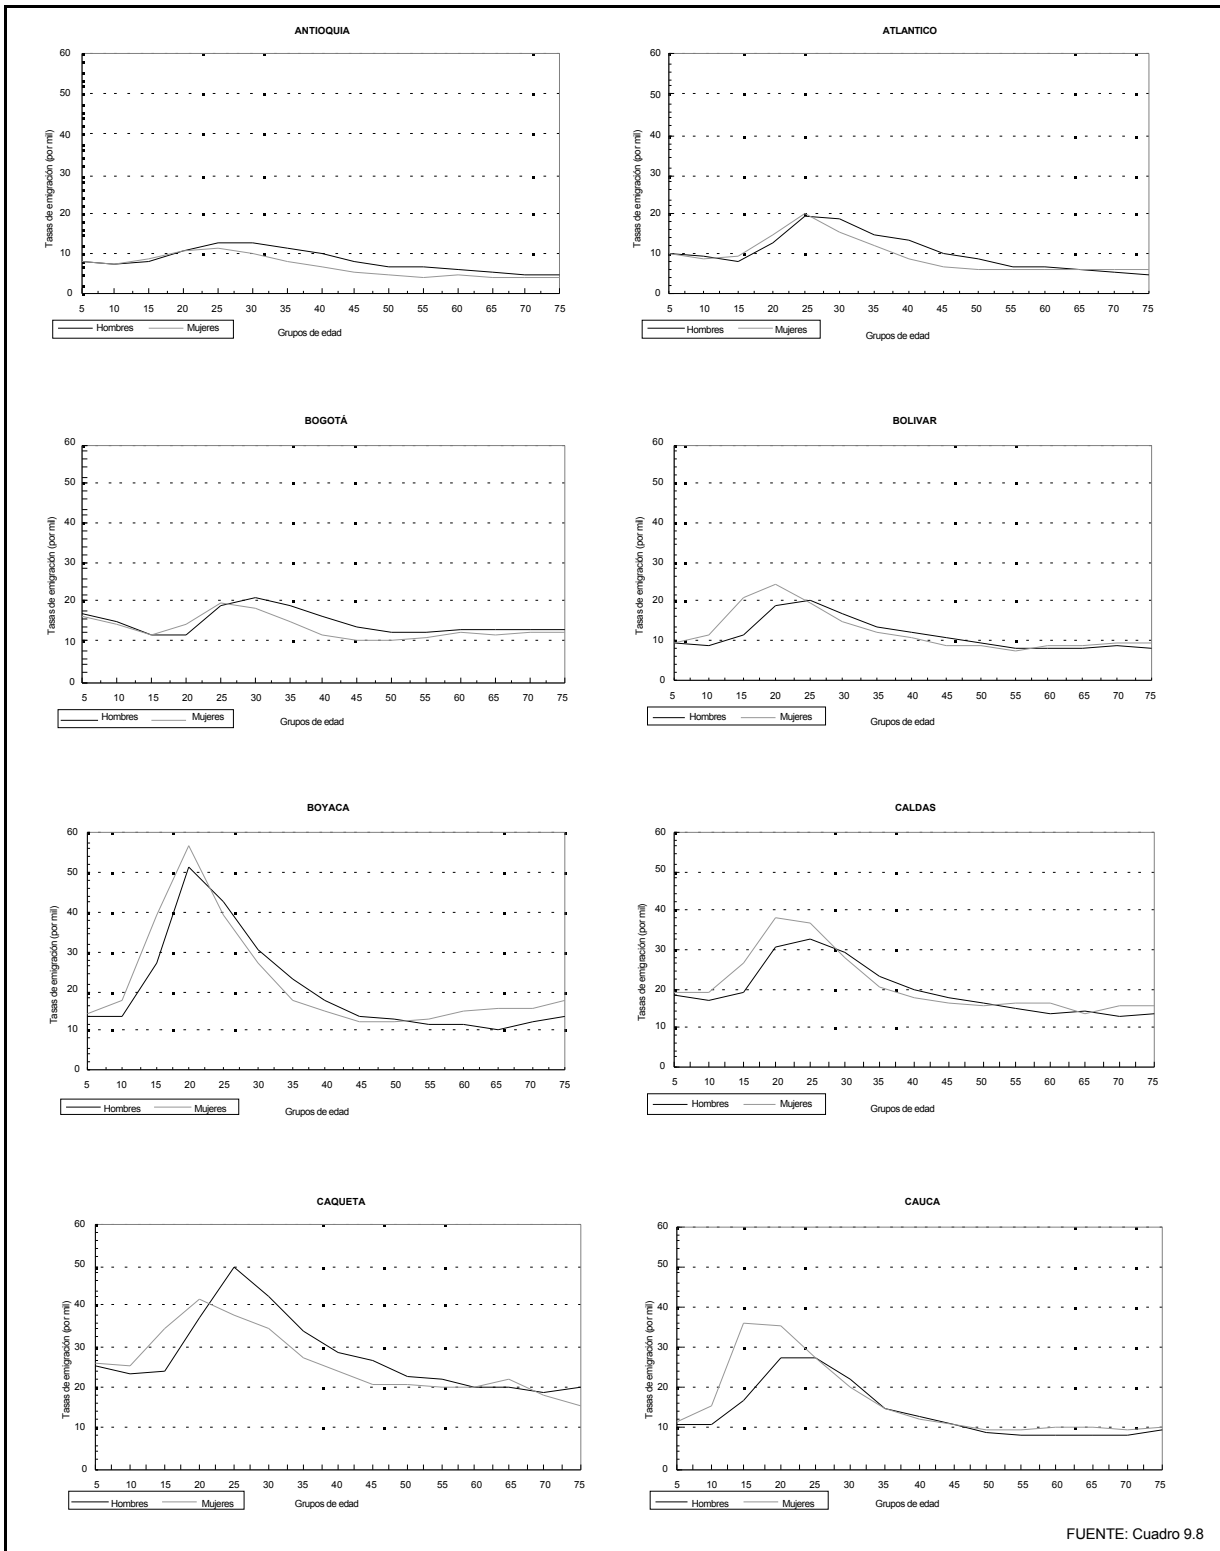 ANTIOQUIA
Tasas de emigración (por mil)
60
50
40
30
20
10
0
5 10 15 20 25 30 35 40 45 50 55 60 65 70 75
Hombres Mujeres
Grupos de edad
ATLANTICO
Tasas de emigración (por mil)
60
50
40
30
20
10
0
5 10 15 20 25 30 35 40 45 50 55 60 65 70 75
Hombres Mujeres
Grupos de edad
BOGOTÁ
Tasas de emigración (por mil)
60
50
40
30
20
10
0
5 10 15 20 25 30 35 40 45 50 55 60 65 70 75
Hombres Mujeres
Grupos de edad
BOLIVAR
Tasas de emigración (por mil)
60
50
40
30
20
10
0
5 10 15 20 25 30 35 40 45 50 55 60 65 70 75
Hombres Mujeres
Grupos de edad
BOYACA
Tasas de emigración (por mil)
60
50
40
30
20
10
0
5 10 15 20 25 30 35 40 45 50 55 60 65 70 75
Hombres Mujeres
Grupos de edad
CALDAS
Tasas de emigración (por mil)
60
50
40
30
20
10
0
5 10 15 20 25 30 35 40 45 50 55 60 65 70 75
Hombres Mujeres
Grupos de edad
CAQUETA
Tasas de emigración (por mil)
60
50
40
30
20
10
0
5 10 15 20 25 30 35 40 45 50 55 60 65 70 75
Hombres Mujeres
Grupos de edad
CAUCA
Tasas de emigración (por mil)
60
50
40
30
20
10
0
5 10 15 20 25 30 35 40 45 50 55 60 65 70 75
Hombres Mujeres
Grupos de edad
FUENTE: Cuadro 9.8